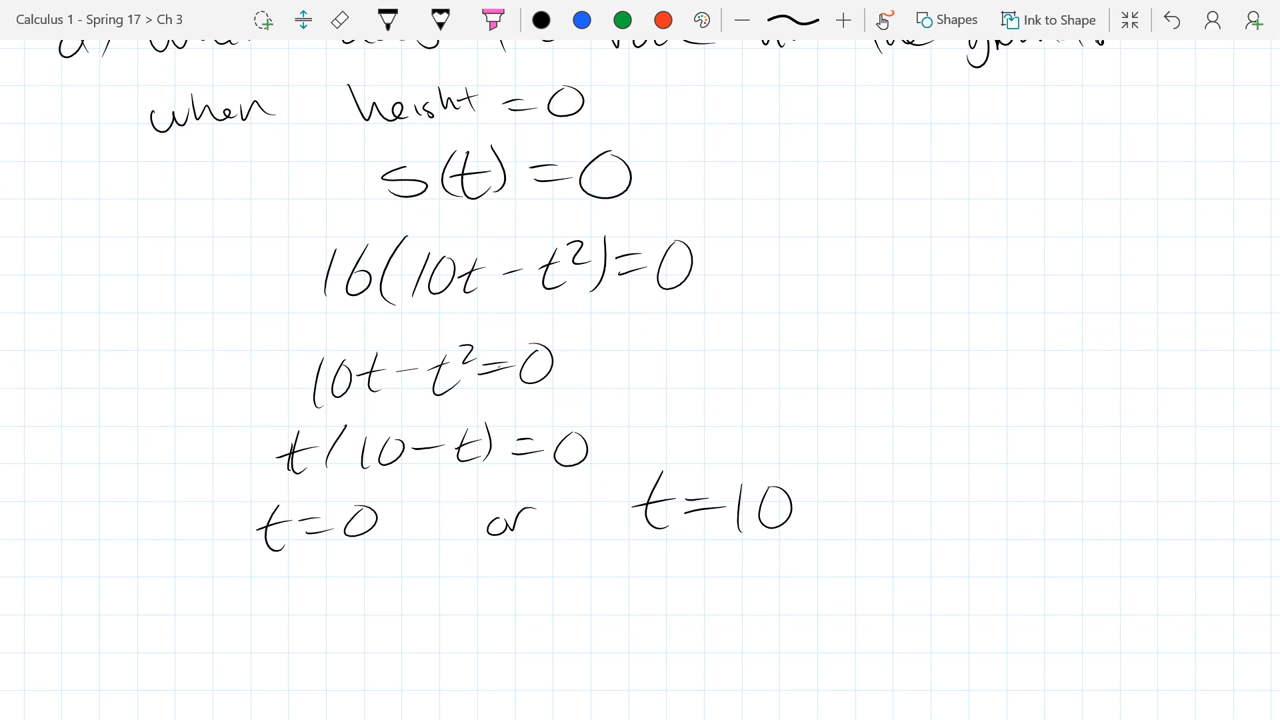 Calculus 1 - Spring 17 > Ch 3 Shapes Ink to Shape
when height = 0
s(t) = 0
16(10t - t²) = 0
10t - t² = 0
t(10 - t) = 0
t = 0 or t = 10